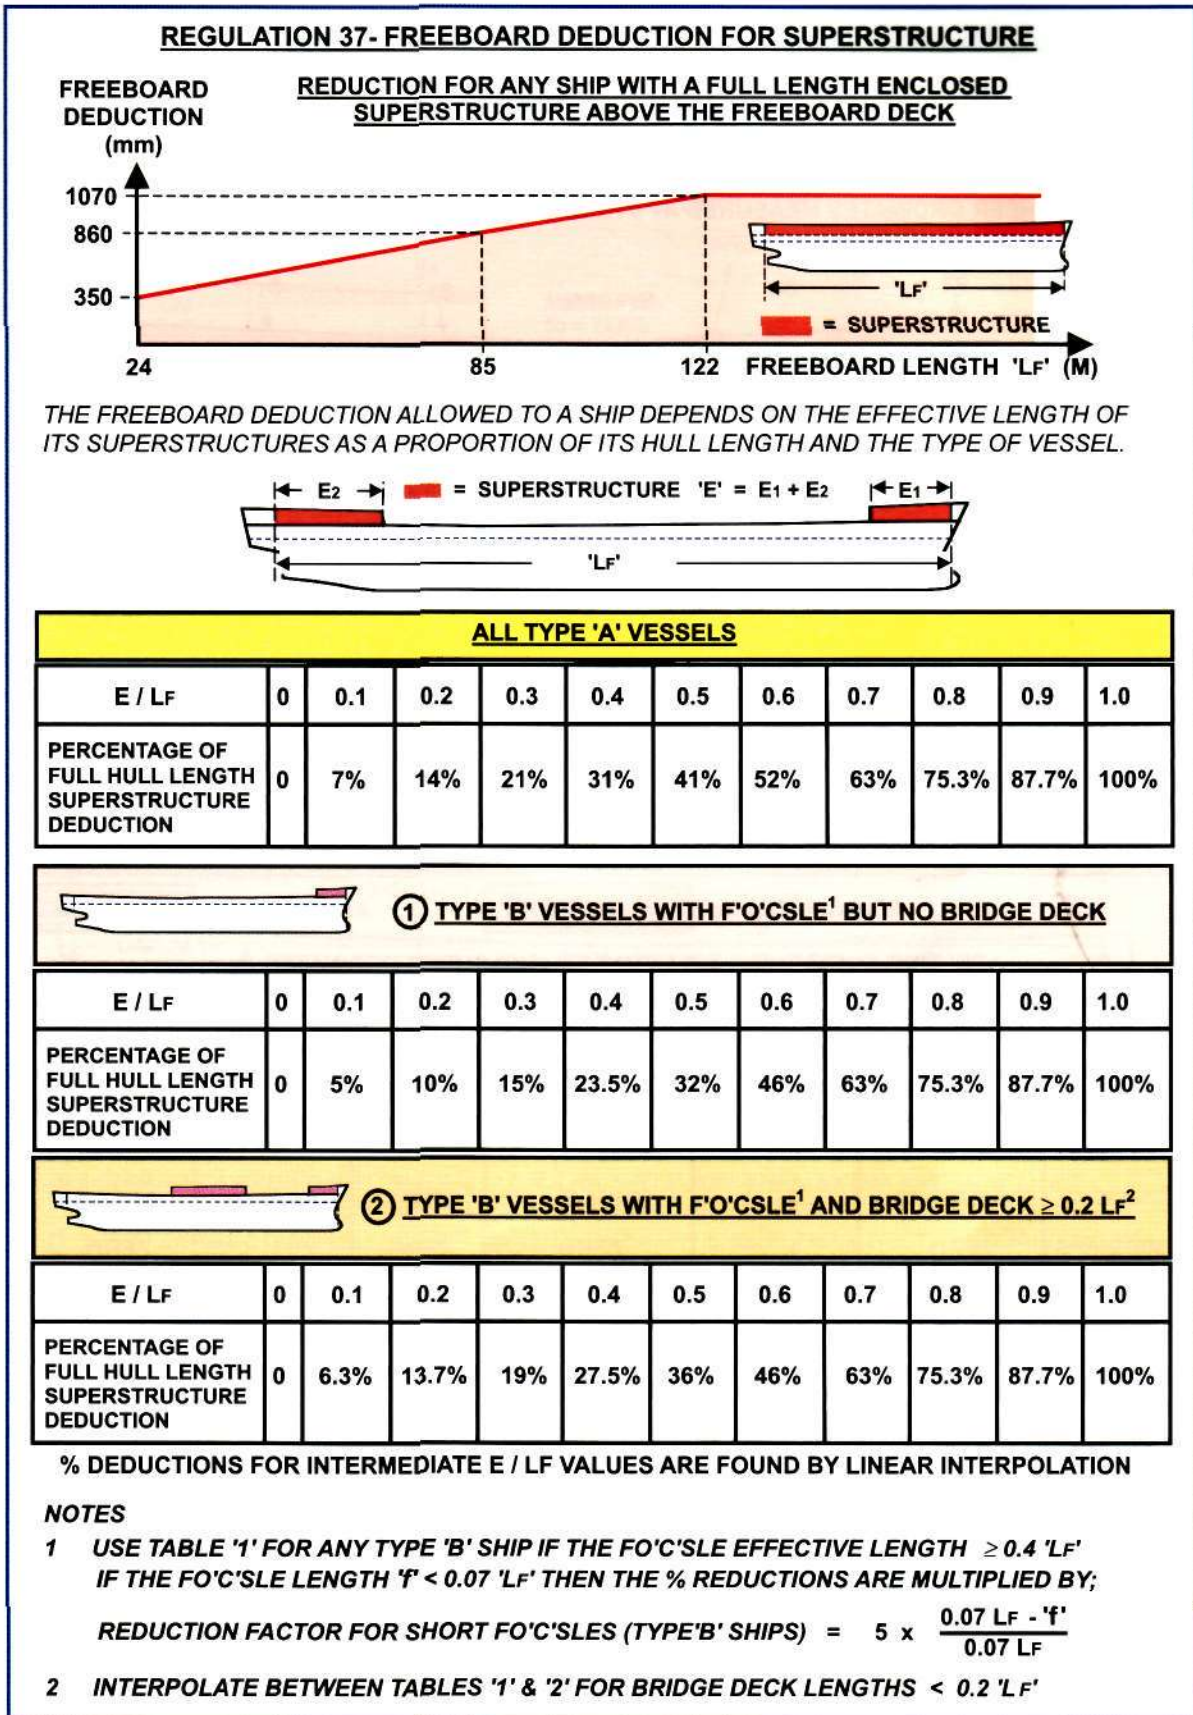 REGULATION 37- FREEBOARD DEDUCTION FOR SUPERSTRUCTURE
FREEBOARD
DEDUCTION
(mm)
REDUCTION FOR ANY SHIP WITH A FULL LENGTH ENCLOSED
SUPERSTRUCTURE ABOVE THE FREEBOARD DECK
1070
860
350
'LF'
= SUPERSTRUCTURE
24 85 122 FREEBOARD LENGTH 'LF' (M)
THE FREEBOARD DEDUCTION ALLOWED TO A SHIP DEPENDS ON THE EFFECTIVE LENGTH OF
ITS SUPERSTRUCTURES AS A PROPORTION OF ITS HULL LENGTH AND THE TYPE OF VESSEL.
E2 = SUPERSTRUCTURE 'E' = E1 + E2 E1
'LF'
ALL TYPE 'A' VESSELS
E / LF 0 0.1 0.2 0.3 0.4 0.5 0.6 0.7 0.8 0.9 1.0
PERCENTAGE OF
FULL HULL LENGTH
SUPERSTRUCTURE
DEDUCTION
0 7% 14% 21% 31% 41% 52% 63% 75.3% 87.7% 100%
1 TYPE 'B' VESSELS WITH F'O'CSLE1 BUT NO BRIDGE DECK
E / LF 0 0.1 0.2 0.3 0.4 0.5 0.6 0.7 0.8 0.9 1.0
PERCENTAGE OF
FULL HULL LENGTH
SUPERSTRUCTURE
DEDUCTION
0 5% 10% 15% 23.5% 32% 46% 63% 75.3% 87.7% 100%
2 TYPE 'B' VESSELS WITH F'O'CSLE1 AND BRIDGE DECK ≥ 0.2 LF2
E / LF 0 0.1 0.2 0.3 0.4 0.5 0.6 0.7 0.8 0.9 1.0
PERCENTAGE OF
FULL HULL LENGTH
SUPERSTRUCTURE
DEDUCTION
0 6.3% 13.7% 19% 27.5% 36% 46% 63% 75.3% 87.7% 100%
% DEDUCTIONS FOR INTERMEDIATE E / LF VALUES ARE FOUND BY LINEAR INTERPOLATION
NOTES
1 USE TABLE '1' FOR ANY TYPE 'B' SHIP IF THE FO'C'SLE EFFECTIVE LENGTH ≥ 0.4 'LF'
IF THE FO'C'SLE LENGTH 'f' < 0.07 'LF' THEN THE % REDUCTIONS ARE MULTIPLIED BY;
REDUCTION FACTOR FOR SHORT FO'C'SLES (TYPE'B' SHIPS) = 5 x 0.07 LF - 'f'
0.07 LF
2 INTERPOLATE BETWEEN TABLES '1' & '2' FOR BRIDGE DECK LENGTHS < 0.2 'LF'